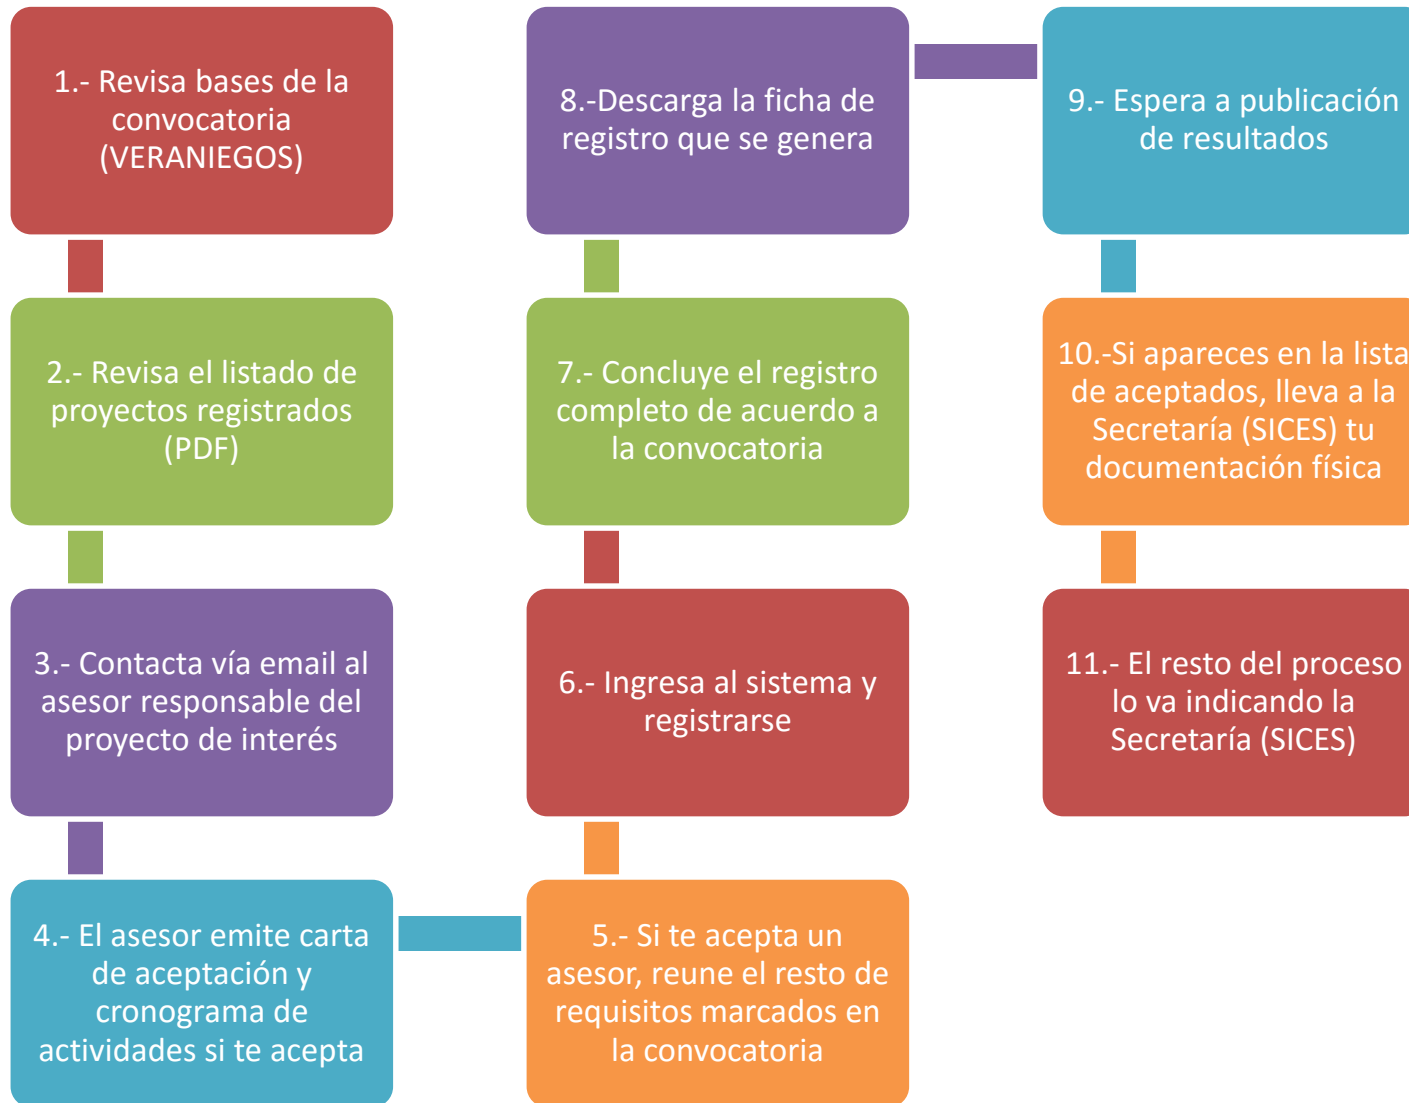 1.- Revisa bases de la
convocatoria
(VERANIEGOS)
2.- Revisa el listado de
proyectos registrados
(PDF)
3.- Contacta vía email al
asesor responsable del
proyecto de interés
4.- El asesor emite carta
de aceptación y
cronograma de
actividades si te acepta
5.- Si te acepta un
asesor, reune el resto de
requisitos marcados en
la convocatoria
6.- Ingresa al sistema y
registrarse
7.- Concluye el registro
completo de acuerdo a
la convocatoria
8.-Descarga la ficha de
registro que se genera
9.- Espera a publicación
de resultados
10.-Si apareces en la lista
de aceptados, lleva a la
Secretaría (SICES) tu
documentación física
11.- El resto del proceso
lo va indicando la
Secretaría (SICES)